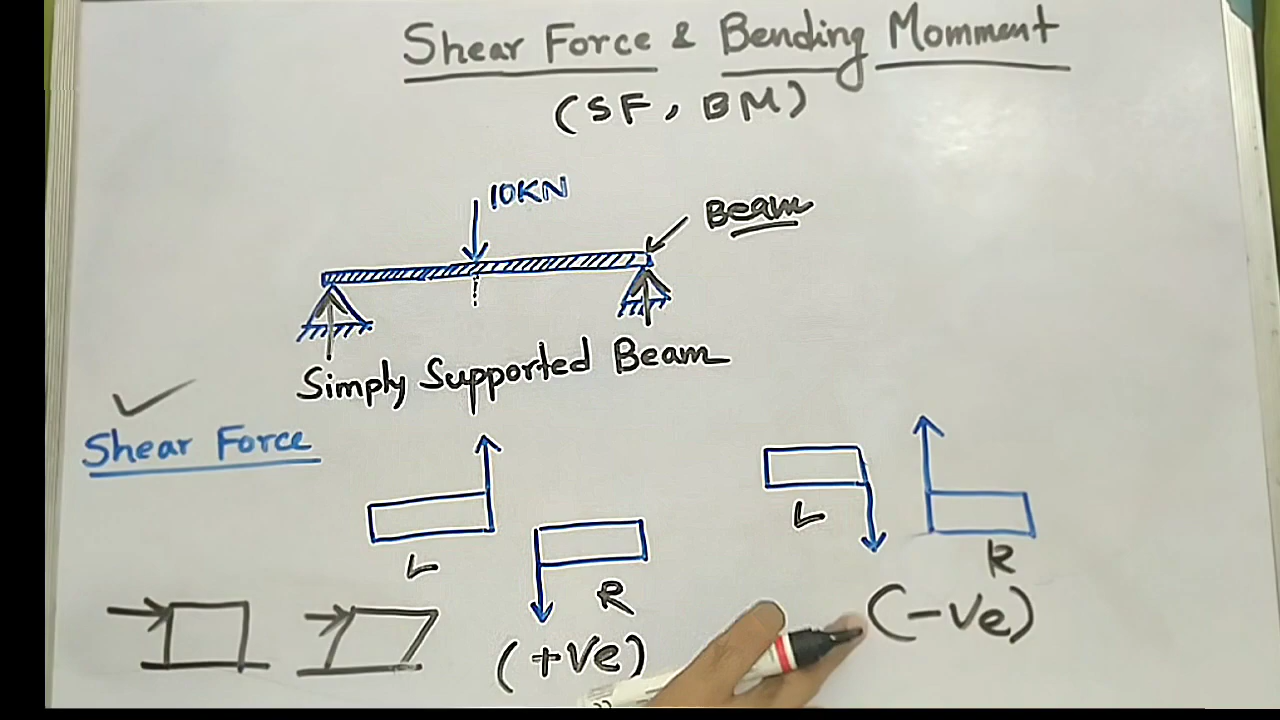 Shear Force & Bending Momment
(SF, BM)
10KN
Beam
Simply Supported Beam
Shear Force
L
R
(+ve)
L
R
(-ve)